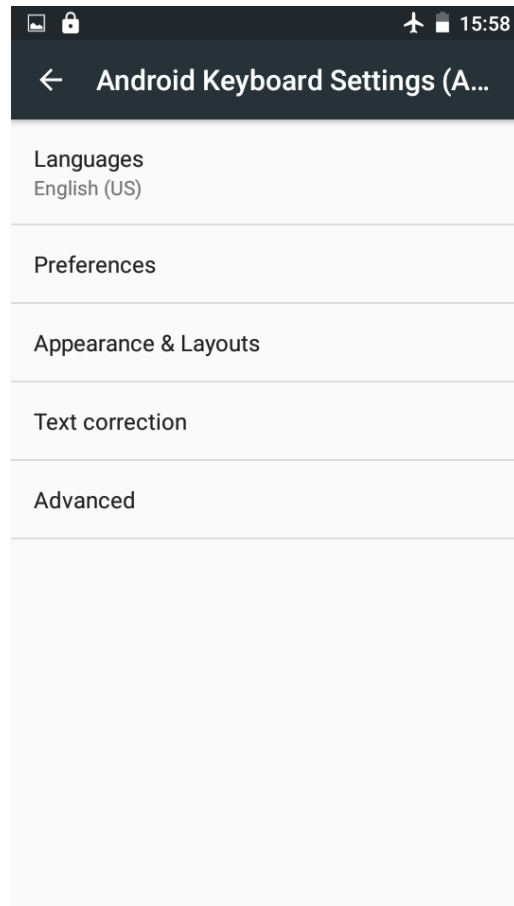 15:58
Android Keyboard Settings (A...
Languages
English (US)
Preferences
Appearance & Layouts
Text correction
Advanced